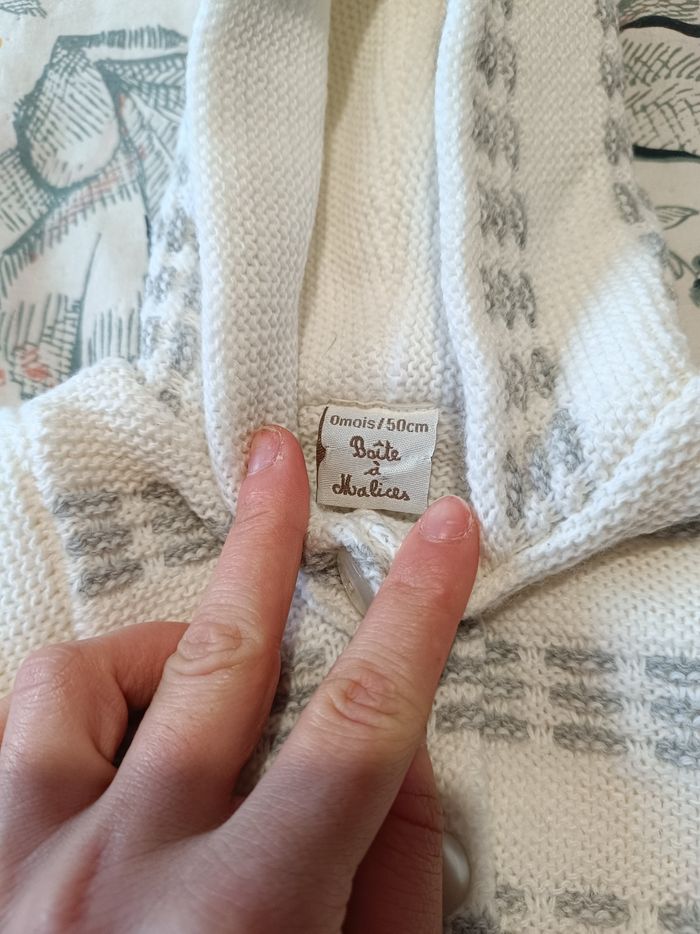 0mois/50cm
Boîte
à
Malices